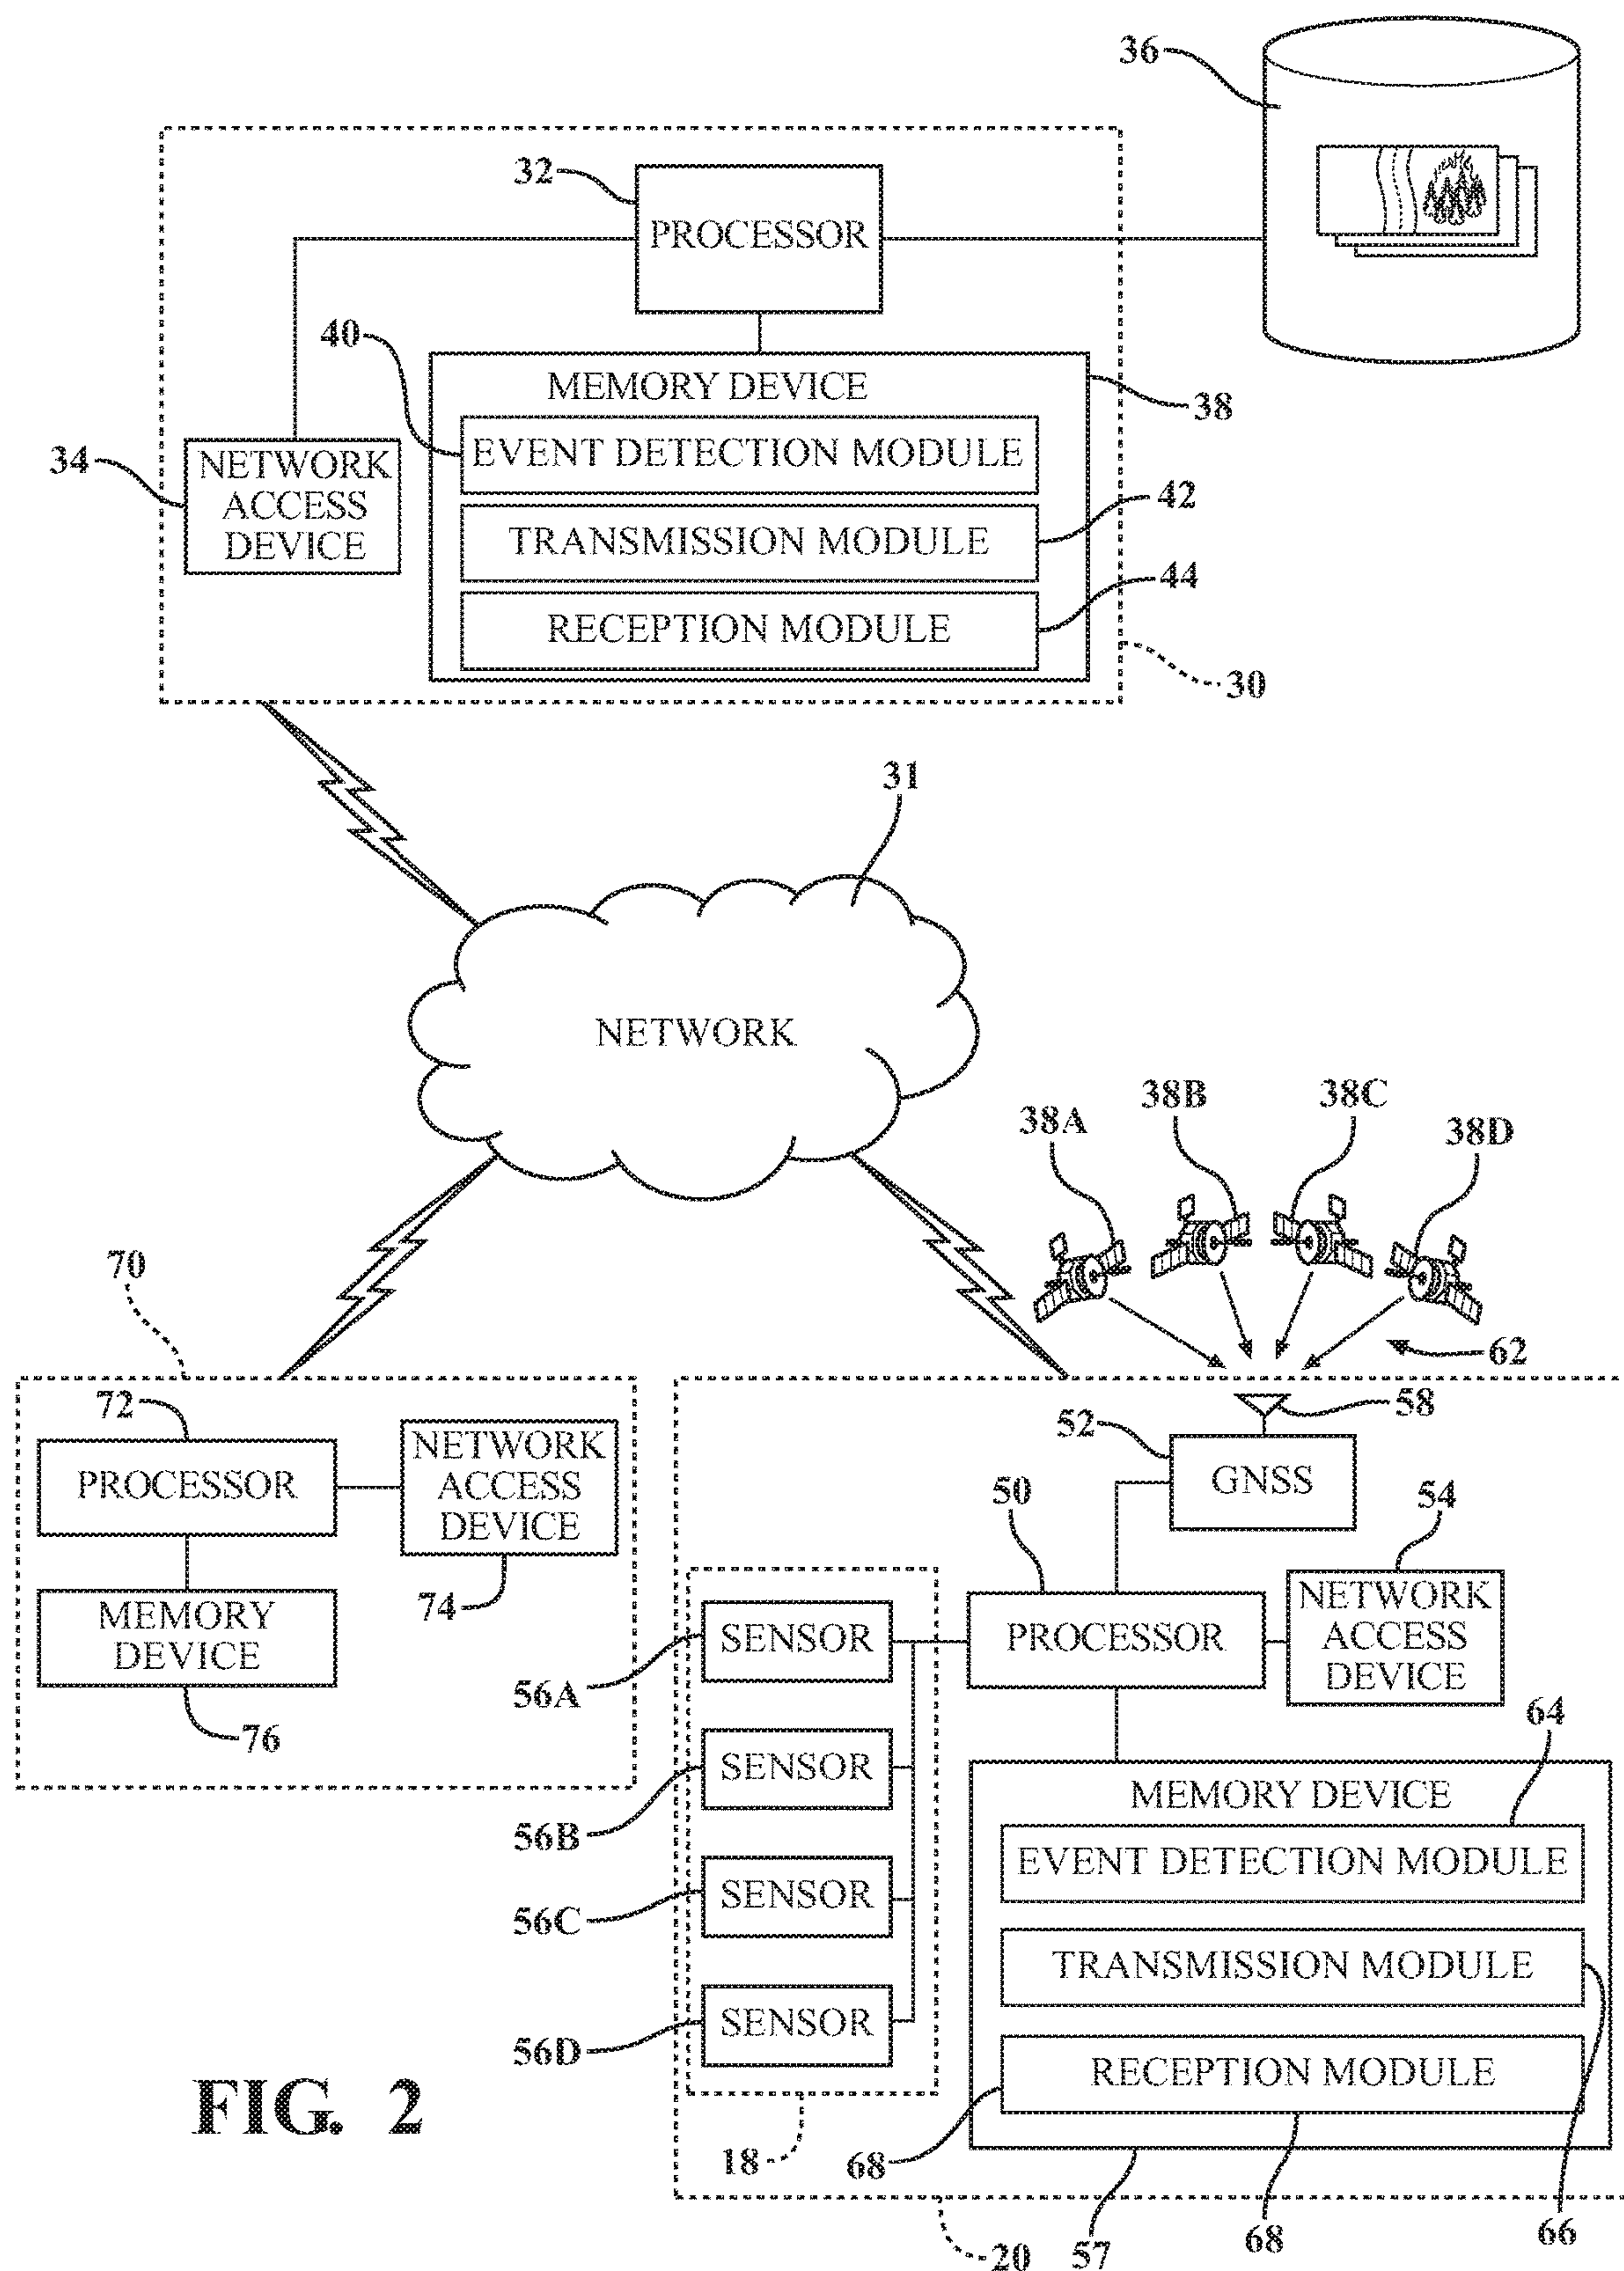 36
32
PROCESSOR
40
MEMORY DEVICE
38
EVENT DETECTION MODULE
34
NETWORK
ACCESS
DEVICE
42
TRANSMISSION MODULE
44
RECEPTION MODULE
30
31
NETWORK
38A
38B
38C
38D
62
70
72
PROCESSOR
NETWORK
ACCESS
DEVICE
74
MEMORY
DEVICE
76
58
52
GNSS
50
54
PROCESSOR
NETWORK
ACCESS
DEVICE
SENSOR
56A
SENSOR
56B
SENSOR
56C
SENSOR
56D
64
MEMORY DEVICE
EVENT DETECTION MODULE
TRANSMISSION MODULE
RECEPTION MODULE
18
68
68
66
57
20
FIG. 2